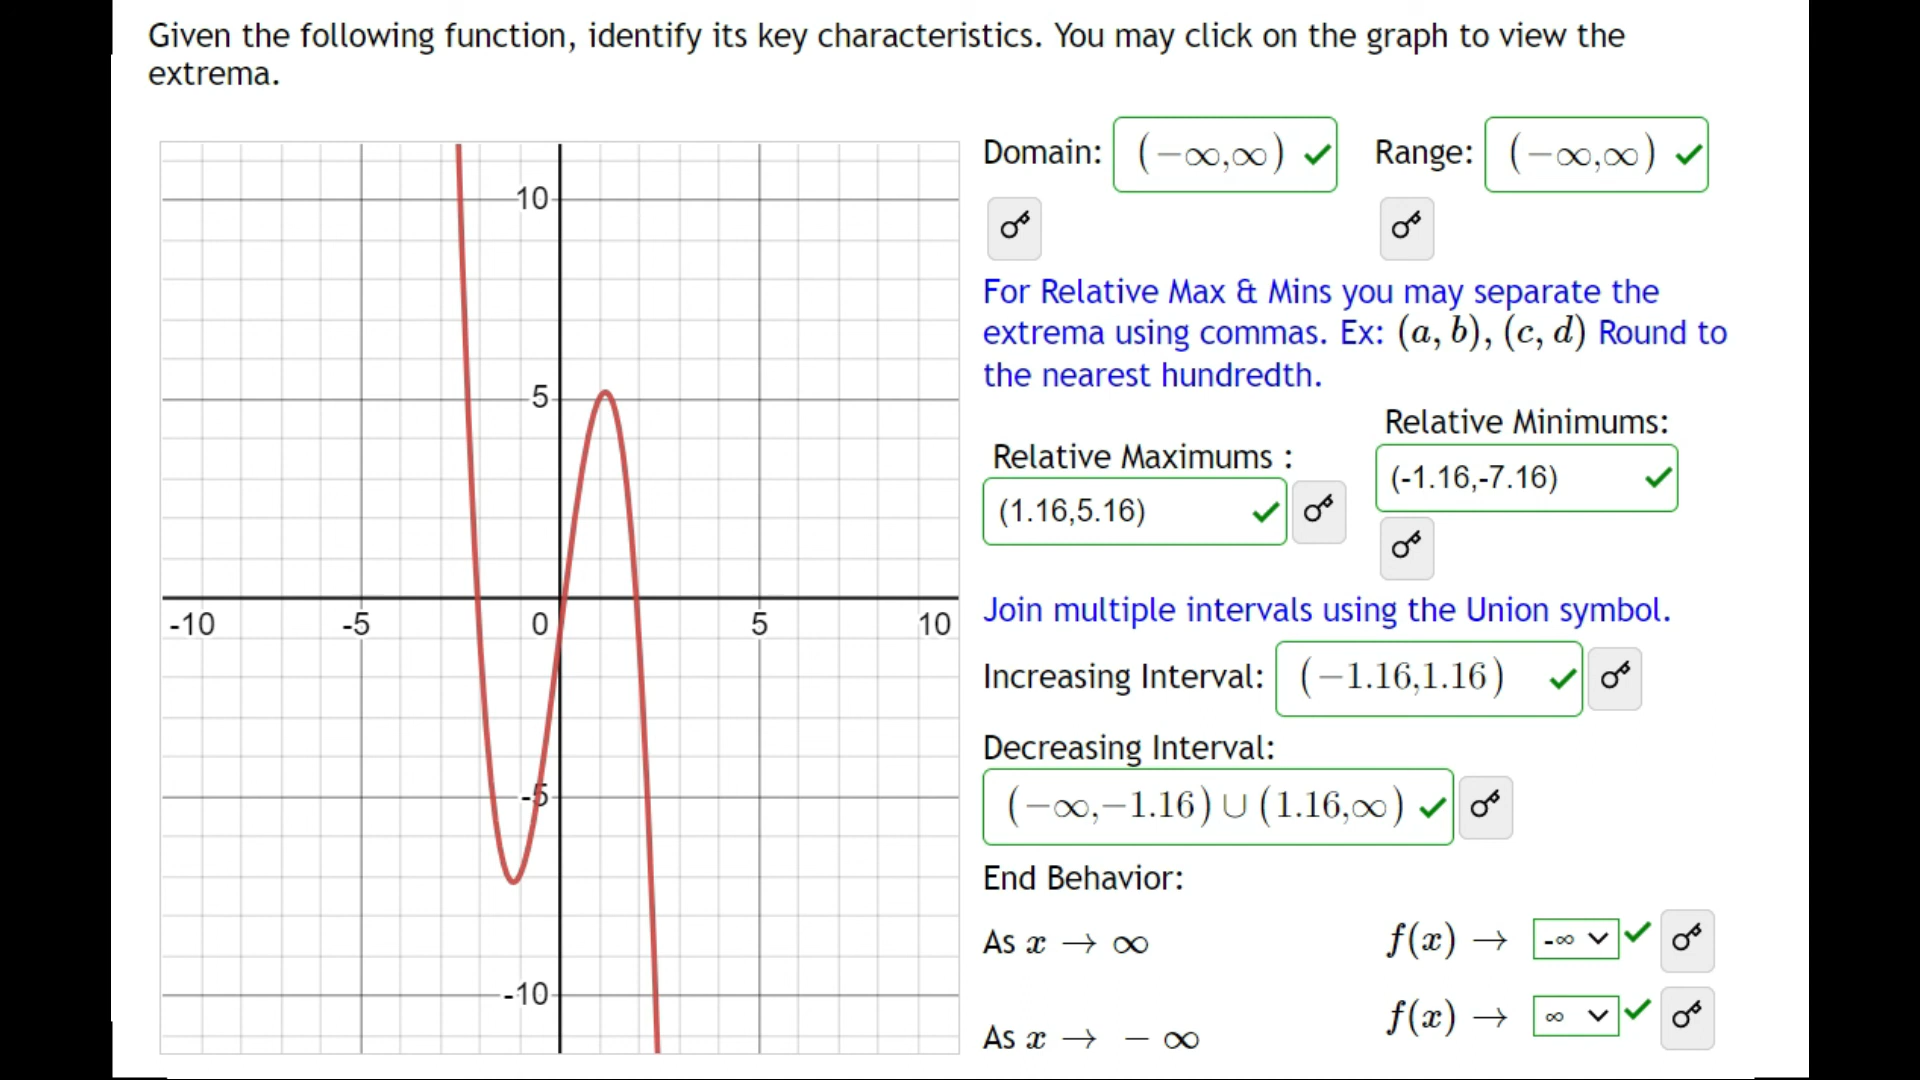 Given the following function, identify its key characteristics. You may click on the graph to view the
extrema.
Domain: (−∞,∞) Range: (−∞,∞)
For Relative Max & Mins you may separate the
extrema using commas. Ex: (a, b), (c, d) Round to
the nearest hundredth.
Relative Maximums :
(1.16,5.16)
Relative Minimums:
(-1.16,-7.16)
Join multiple intervals using the Union symbol.
Increasing Interval: (−1.16,1.16)
Decreasing Interval:
(−∞,−1.16) ∪ (1.16,∞)
End Behavior:
As x → ∞ f(x) → -∞
As x → − ∞ f(x) → ∞
10
5
-10 -5 0 5 10
-5
-10